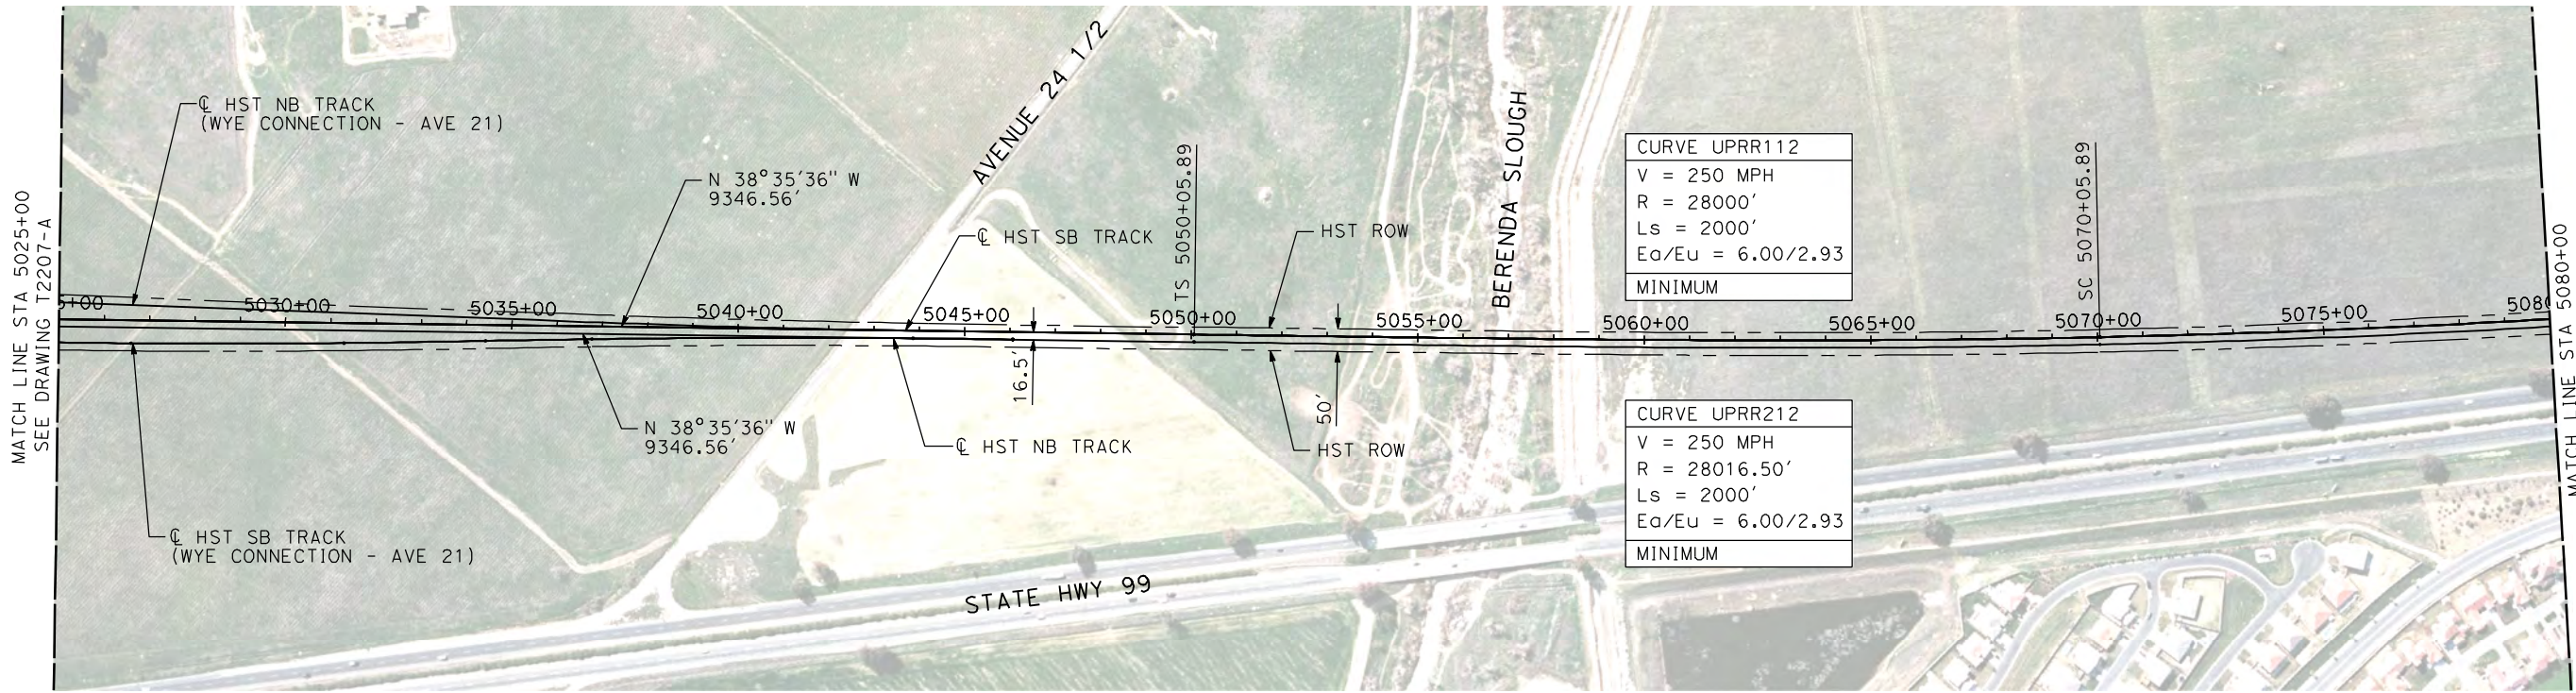 MATCH LINE STA 5025+00
SEE DRAWING T2207-A
℄ HST NB TRACK
(WYE CONNECTION - AVE 21)
N 38°35'36" W
9346.56'
AVENUE 24 1/2
℄ HST SB TRACK
TS 5050+05.89
HST ROW
BERENDA SLOUGH
CURVE UPRR112
V = 250 MPH
R = 28000'
Ls = 2000'
Ea/Eu = 6.00/2.93
MINIMUM
SC 5070+05.89
5+00
5030+00
5035+00
5040+00
5045+00
5050+00
5055+00
5060+00
5065+00
5070+00
5075+00
5080
16.5'
50'
N 38°35'36" W
9346.56'
℄ HST NB TRACK
HST ROW
℄ HST SB TRACK
(WYE CONNECTION - AVE 21)
CURVE UPRR212
V = 250 MPH
R = 28016.50'
Ls = 2000'
Ea/Eu = 6.00/2.93
MINIMUM
STATE HWY 99
MATCH LINE STA 5080+00